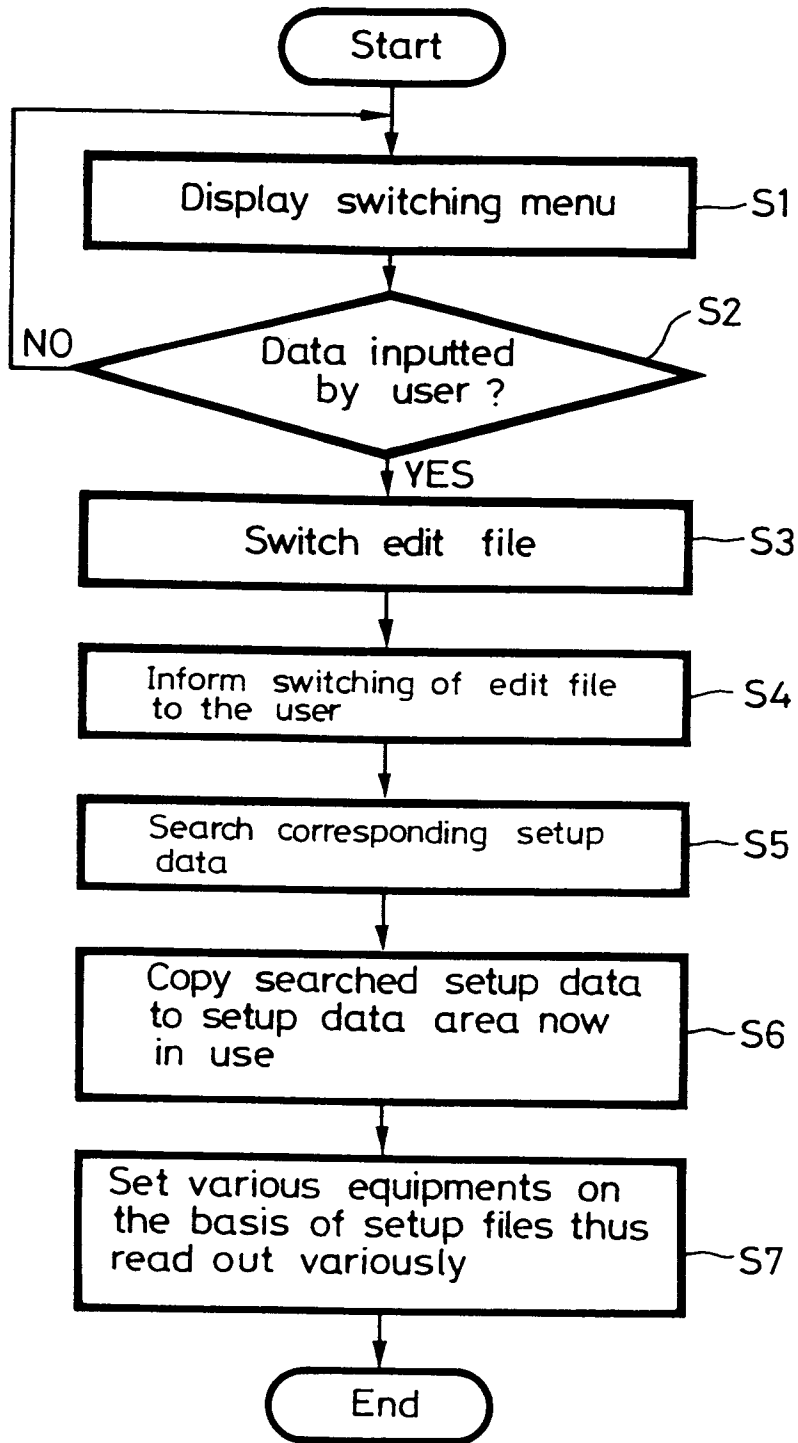 Start
Display switching menu
S1
Data inputted
by user ?
S2
NO
YES
Switch edit file
S3
Inform switching of edit file
to the user
S4
Search corresponding setup
data
S5
Copy searched setup data
to setup data area now
in use
S6
Set various equipments on
the basis of setup files thus
read out variously
S7
End